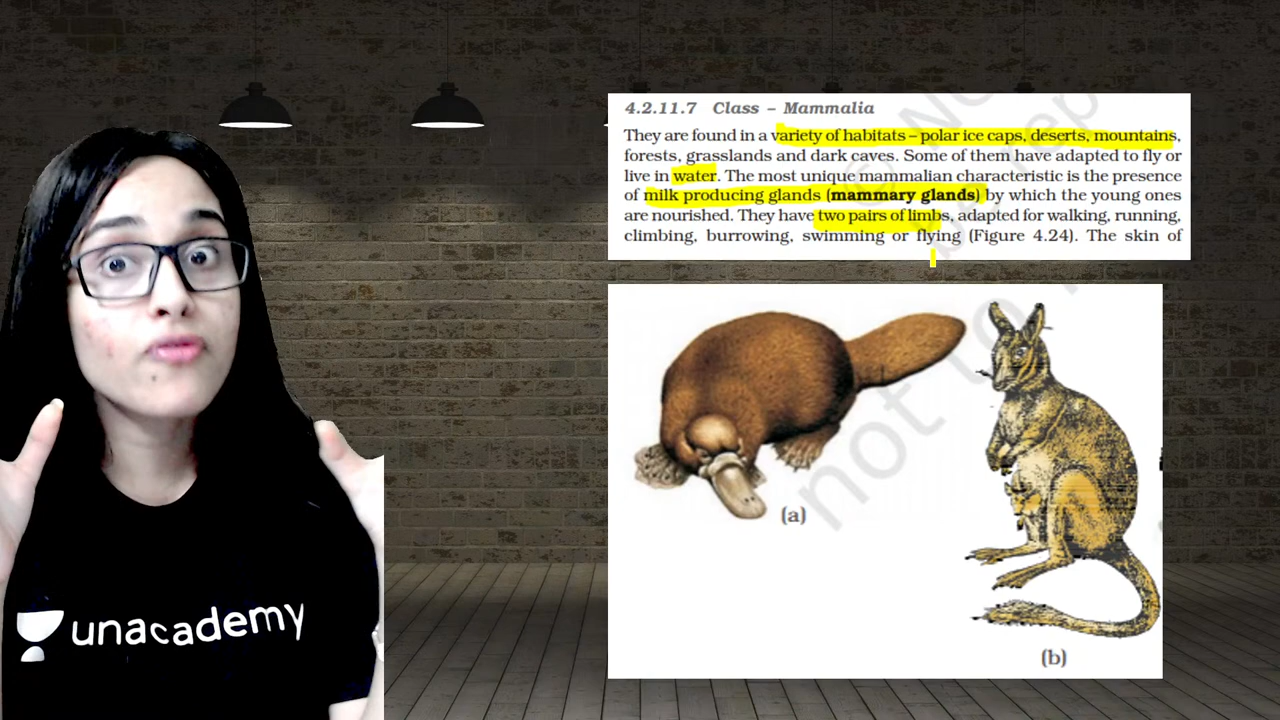 4.2.11.7 Class – Mammalia
They are found in a variety of habitats – polar ice caps, deserts, mountains,
forests, grasslands and dark caves. Some of them have adapted to fly or
live in water. The most unique mammalian characteristic is the presence
of milk producing glands (mammary glands) by which the young ones
are nourished. They have two pairs of limbs, adapted for walking, running,
climbing, burrowing, swimming or flying (Figure 4.24). The skin of
(a)
(b)
unacademy
not to